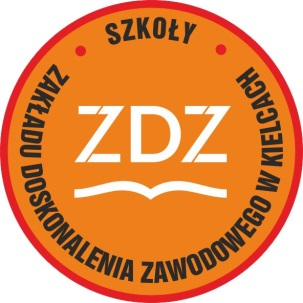 SZKOŁY
ZAKŁADU DOSKONALENIA ZAWODOWEGO W KIELCACH
ZDZ